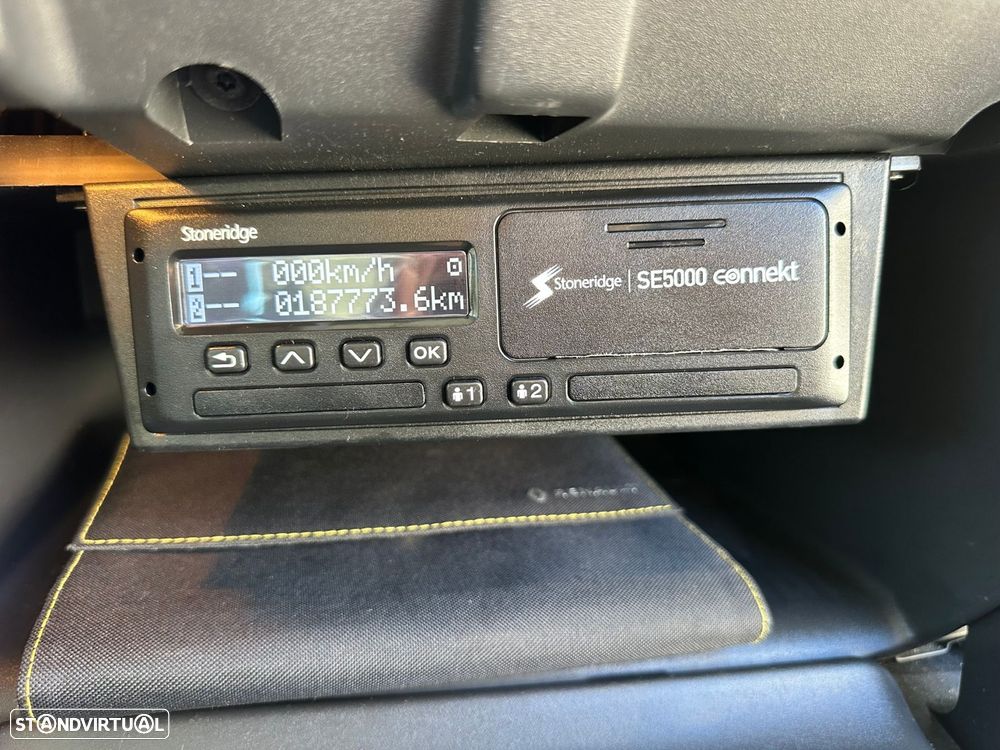 Stoneridge
1-- 000km/h
2-- 0187773.6km
Stoneridge SE5000 connekt
OK
1
2
STANDVIRTUAL